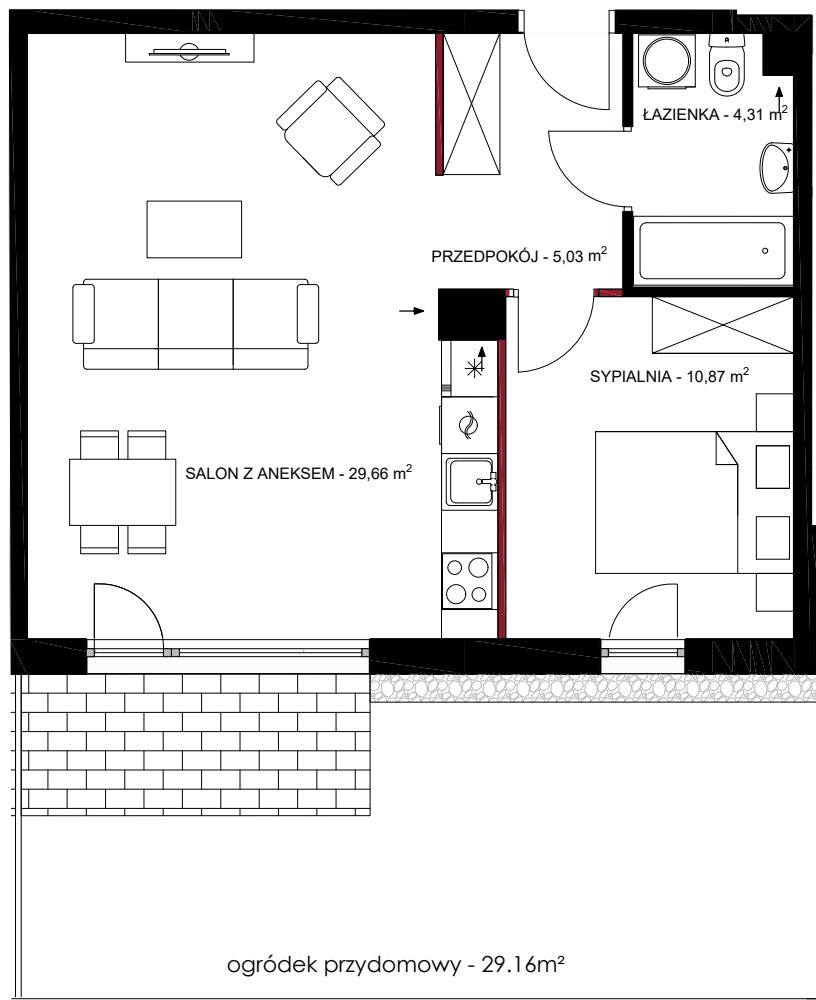 A
ŁAZIENKA - 4,31 m²
PRZEDPOKÓJ - 5,03 m²
SYPIALNIA - 10,87 m²
SALON Z ANEKSEM - 29,66 m²
ogródek przydomowy - 29.16m²